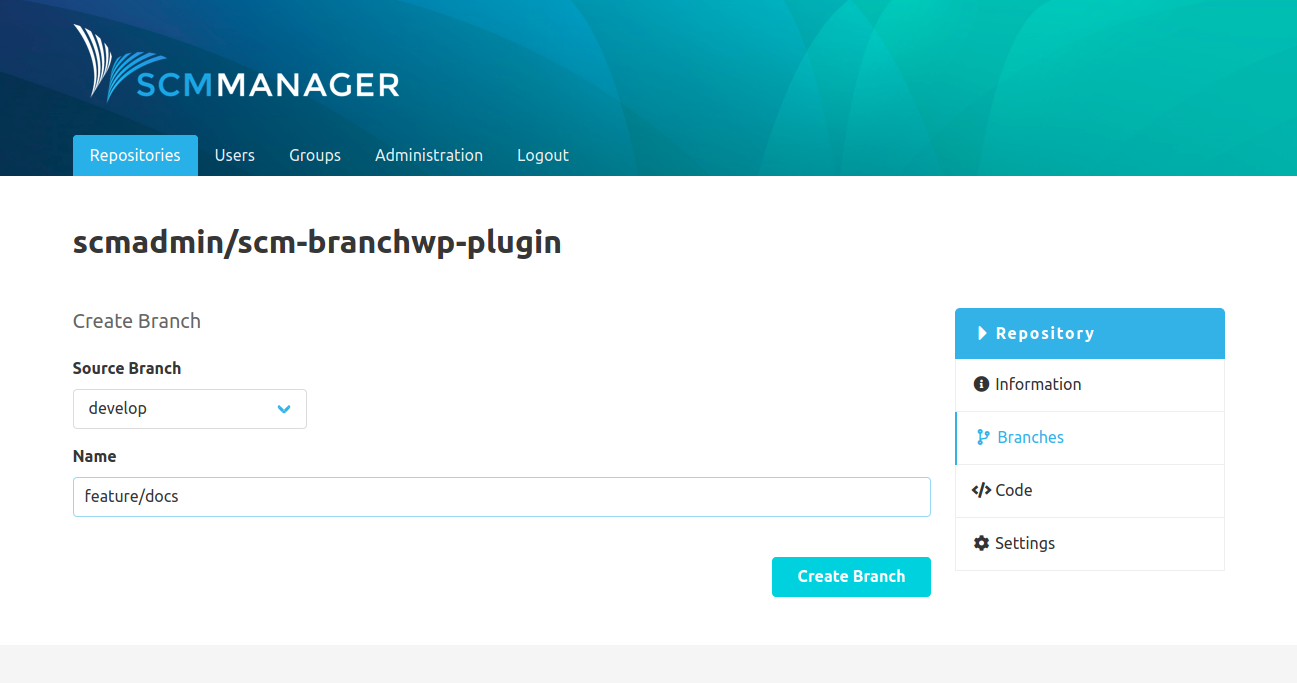 SCMMANAGER
Repositories Users Groups Administration Logout
scmadmin/scm-branchwp-plugin
Create Branch
Source Branch
develop
Name
feature/docs
Create Branch
Repository
Information
Branches
Code
Settings